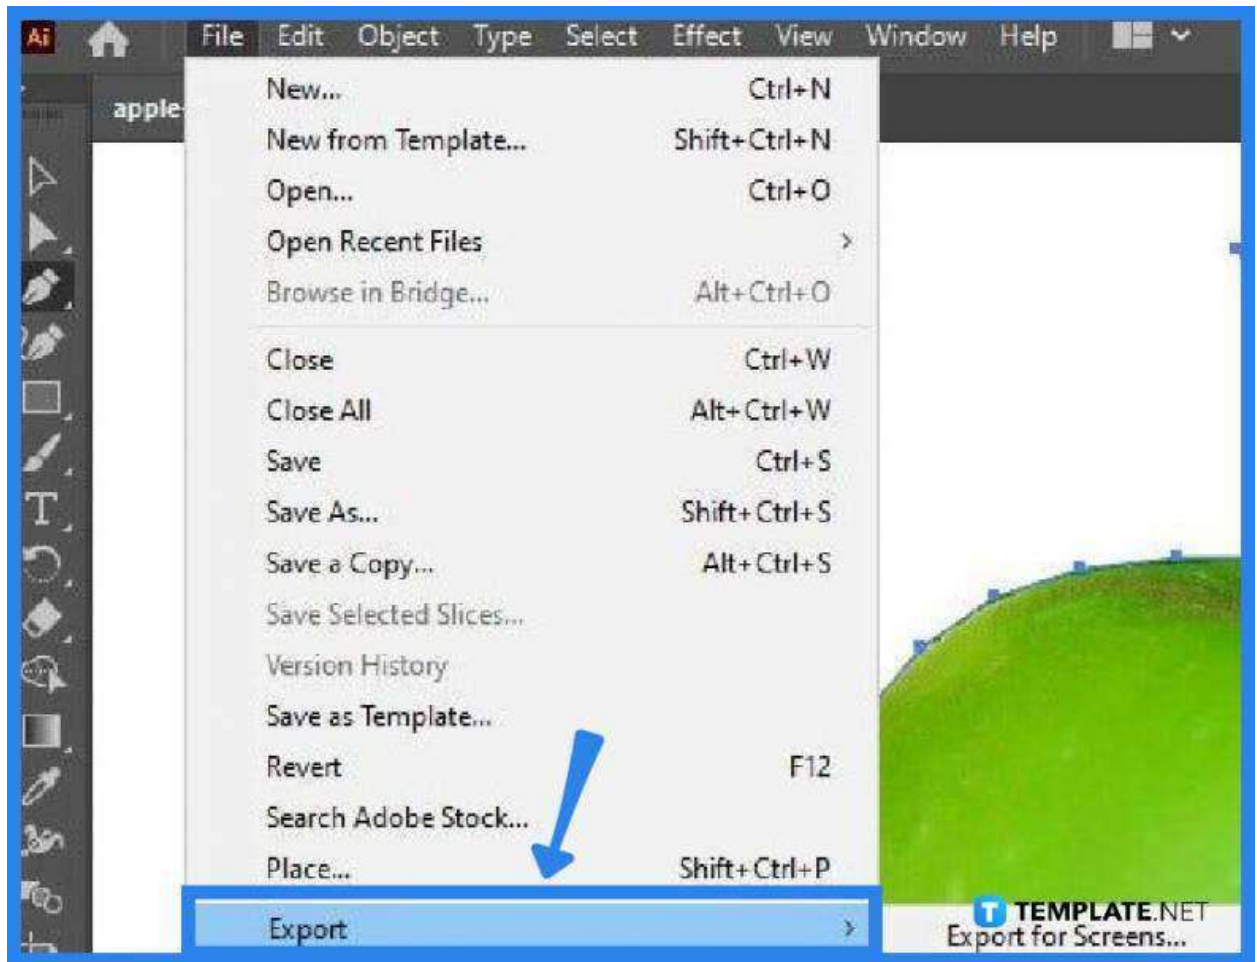 Ai File Edit Object Type Select Effect View Window Help
apple-
New... Ctrl+N
New from Template... Shift+Ctrl+N
Open... Ctrl+O
Open Recent Files >
Browse in Bridge... Alt+Ctrl+O
Close Ctrl+W
Close All Alt+Ctrl+W
Save Ctrl+S
Save As... Shift+Ctrl+S
Save a Copy... Alt+Ctrl+S
Save Selected Slices...
Version History
Save as Template...
Revert F12
Search Adobe Stock...
Place... Shift+Ctrl+P
Export >
T TEMPLATE.NET
Export for Screens...